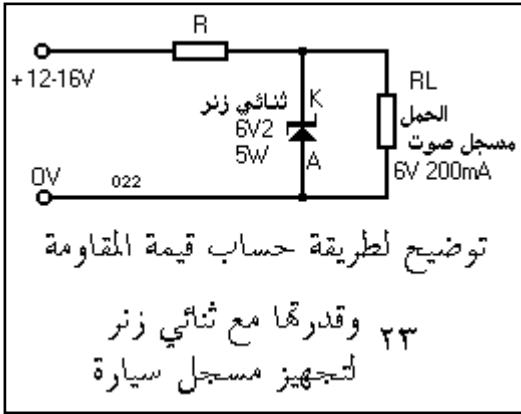 R
+12-16V
ثنائي زنر
6V2
5W
K
A
RL
الحمل
مسجل صوت
6V 200mA
0V
022
توضيح لطريقة حساب قيمة المقاومة
٢٣ وقدرتها مع ثنائي زنر
لتجهيز مسجل سيارة